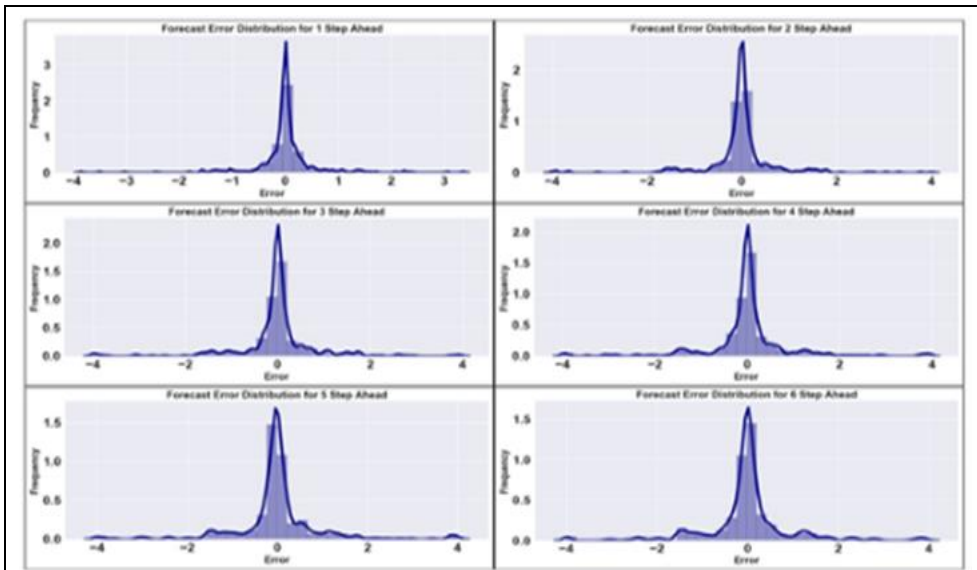 Forecast Error Distribution for 1 Step Ahead
Frequency
3
2
1
0
−4 −3 −2 −1 0 1 2 3
Error
Forecast Error Distribution for 2 Step Ahead
Frequency
2
1
0
−4 −2 0 2 4
Error
Forecast Error Distribution for 3 Step Ahead
Frequency
2.0
1.5
1.0
0.5
0.0
−4 −2 0 2 4
Error
Forecast Error Distribution for 4 Step Ahead
Frequency
2.0
1.5
1.0
0.5
0.0
−4 −2 0 2 4
Error
Forecast Error Distribution for 5 Step Ahead
Frequency
1.5
1.0
0.5
0.0
−4 −2 0 2 4
Error
Forecast Error Distribution for 6 Step Ahead
Frequency
1.5
1.0
0.5
0.0
−4 −2 0 2 4
Error